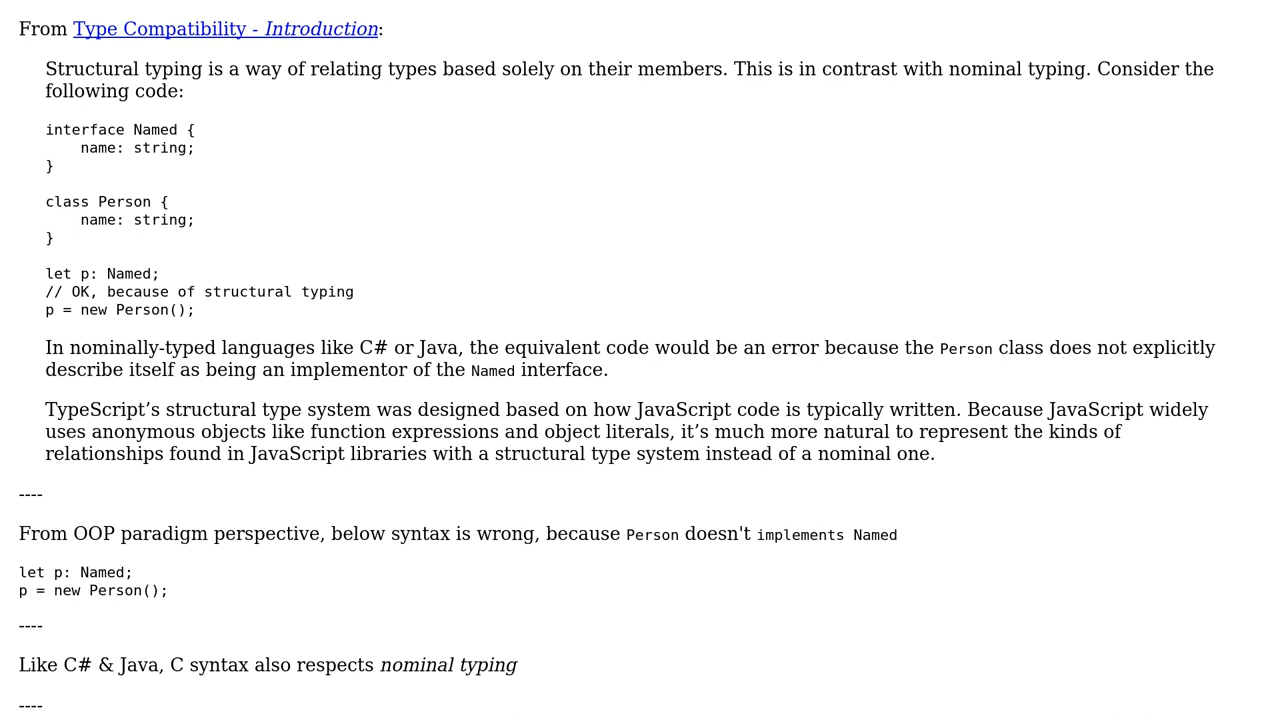 From Type Compatibility - Introduction:
Structural typing is a way of relating types based solely on their members. This is in contrast with nominal typing. Consider the
following code:
interface Named {
    name: string;
}
class Person {
    name: string;
}
let p: Named;
// OK, because of structural typing
p = new Person();
In nominally-typed languages like C# or Java, the equivalent code would be an error because the Person class does not explicitly
describe itself as being an implementor of the Named interface.
TypeScript’s structural type system was designed based on how JavaScript code is typically written. Because JavaScript widely
uses anonymous objects like function expressions and object literals, it’s much more natural to represent the kinds of
relationships found in JavaScript libraries with a structural type system instead of a nominal one.
----
From OOP paradigm perspective, below syntax is wrong, because Person doesn't implements Named
let p: Named;
p = new Person();
----
Like C# & Java, C syntax also respects nominal typing
----